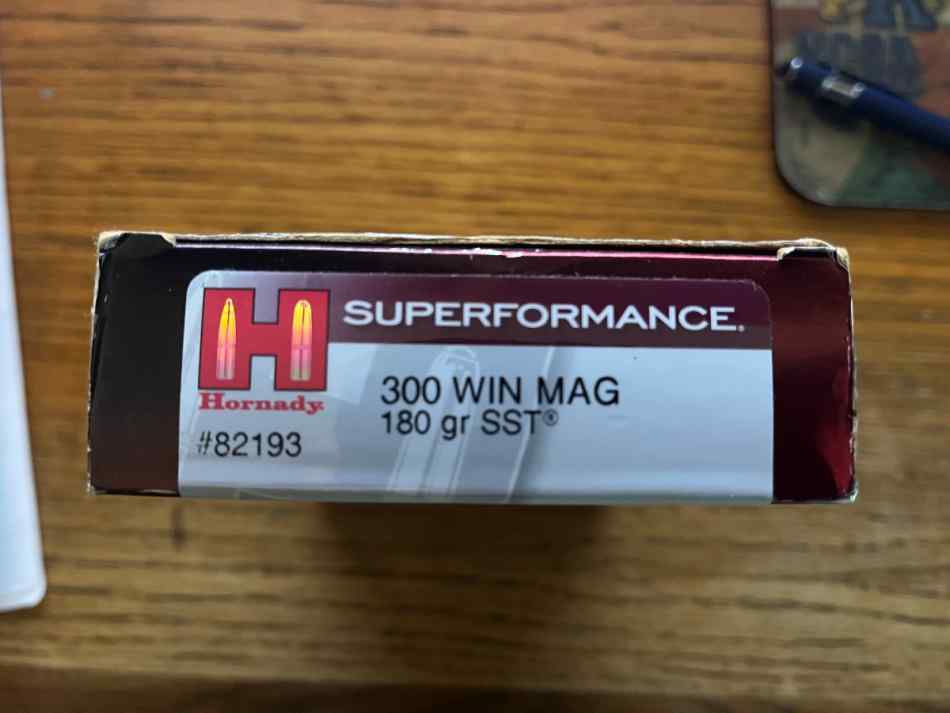 SUPERFORMANCE®
H
Hornady
300 WIN MAG
180 gr SST®
#82193